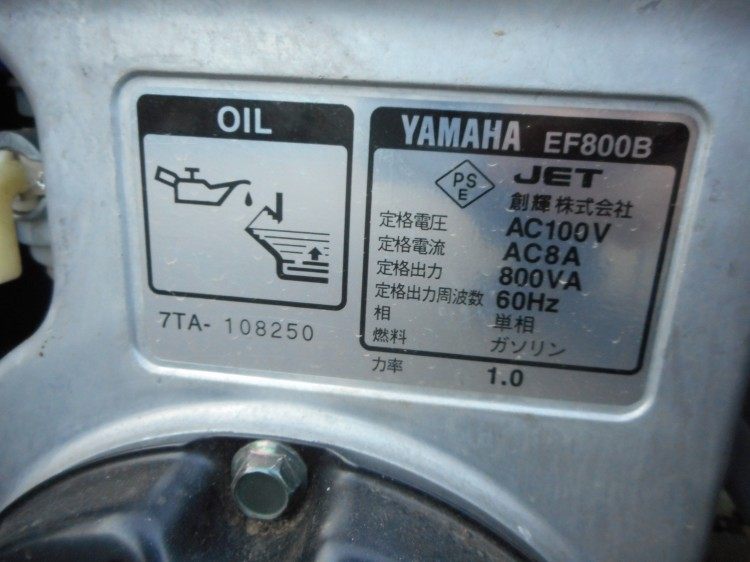 OIL
7TA- 108250
YAMAHA EF800B
PS
E
JET
創輝株式会社
定格電圧 AC100V
定格電流 AC8A
定格出力 800VA
定格出力周波数 60Hz
相 単相
燃料 ガソリン
力率 1.0